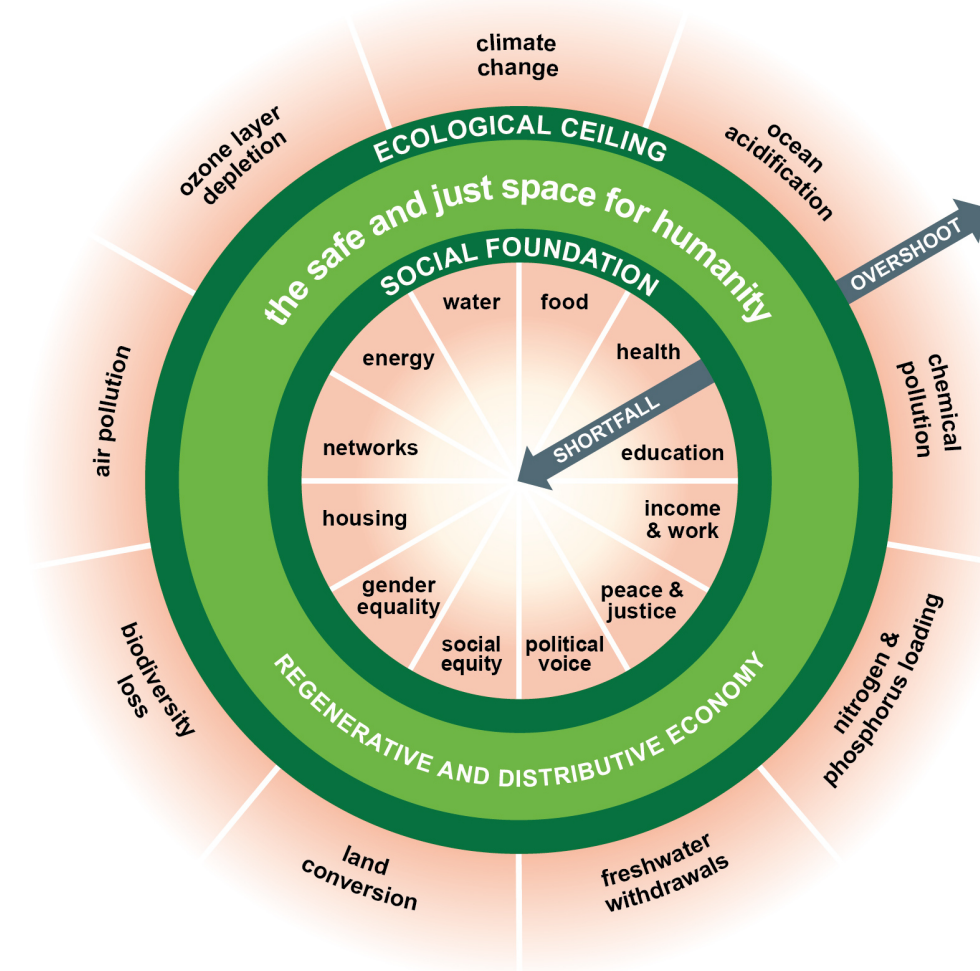 climate
change
ocean
acidification
chemical
pollution
nitrogen &
phosphorus loading
freshwater
withdrawals
land
conversion
biodiversity
loss
air pollution
ozone layer
depletion
OVERSHOOT
ECOLOGICAL CEILING
the safe and just space for humanity
SOCIAL FOUNDATION
water
food
health
SHORTFALL
education
income
& work
peace &
justice
political
voice
social
equity
gender
equality
housing
networks
energy
REGENERATIVE AND DISTRIBUTIVE ECONOMY